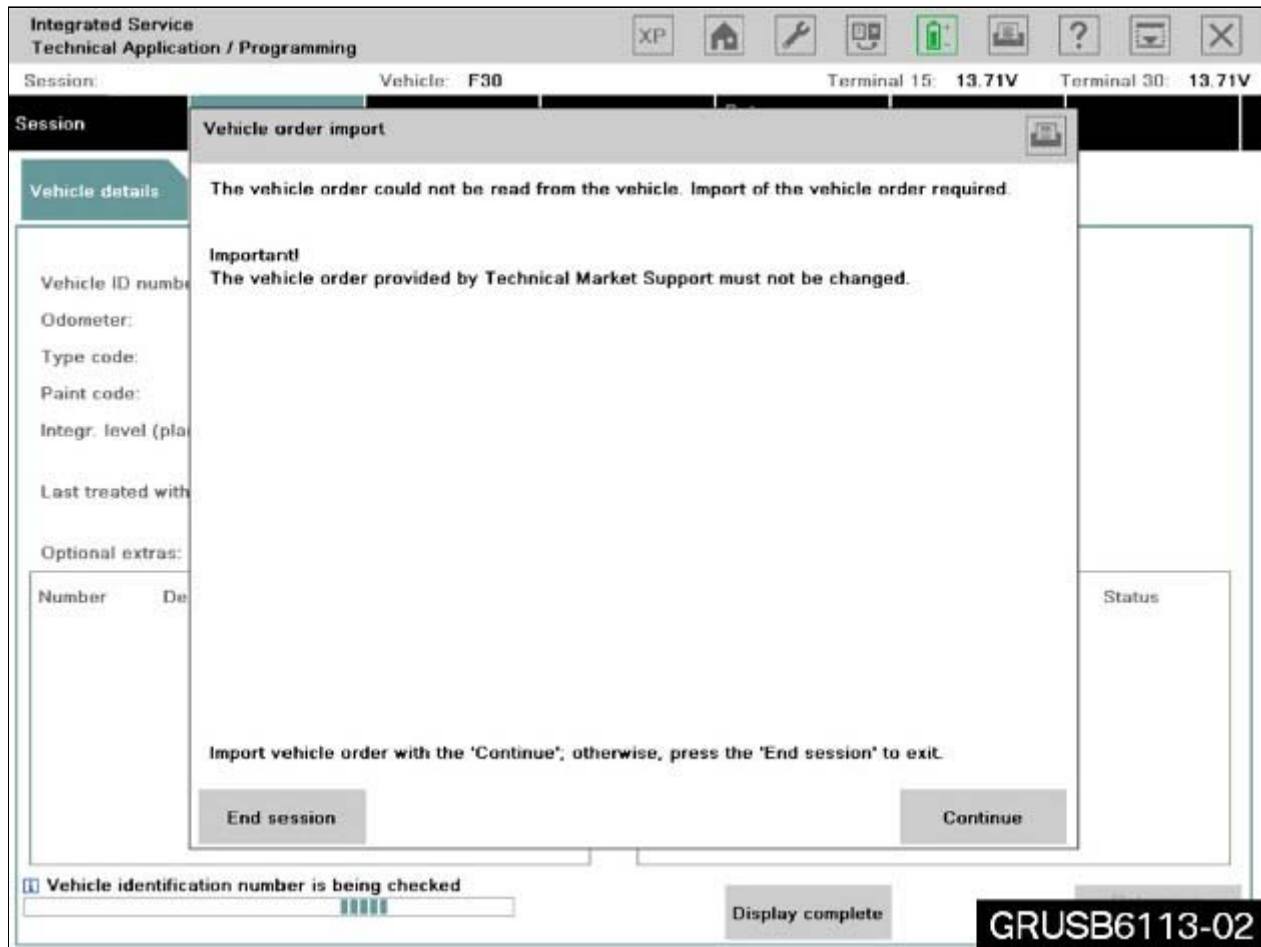 Integrated Service
Technical Application / Programming
XP
?
Session:
Vehicle: F30
Terminal 15: 13.71V
Terminal 30: 13.71V
Session
Vehicle order import
Vehicle details
The vehicle order could not be read from the vehicle. Import of the vehicle order required.
Important!
The vehicle order provided by Technical Market Support must not be changed.
Vehicle ID numbe
Odometer:
Type code:
Paint code:
Integr. level (plan
Last treated with
Optional extras:
Number
De
Status
Import vehicle order with the 'Continue'; otherwise, press the 'End session' to exit.
End session
Continue
Vehicle identification number is being checked
Display complete
GRUSB6113-02